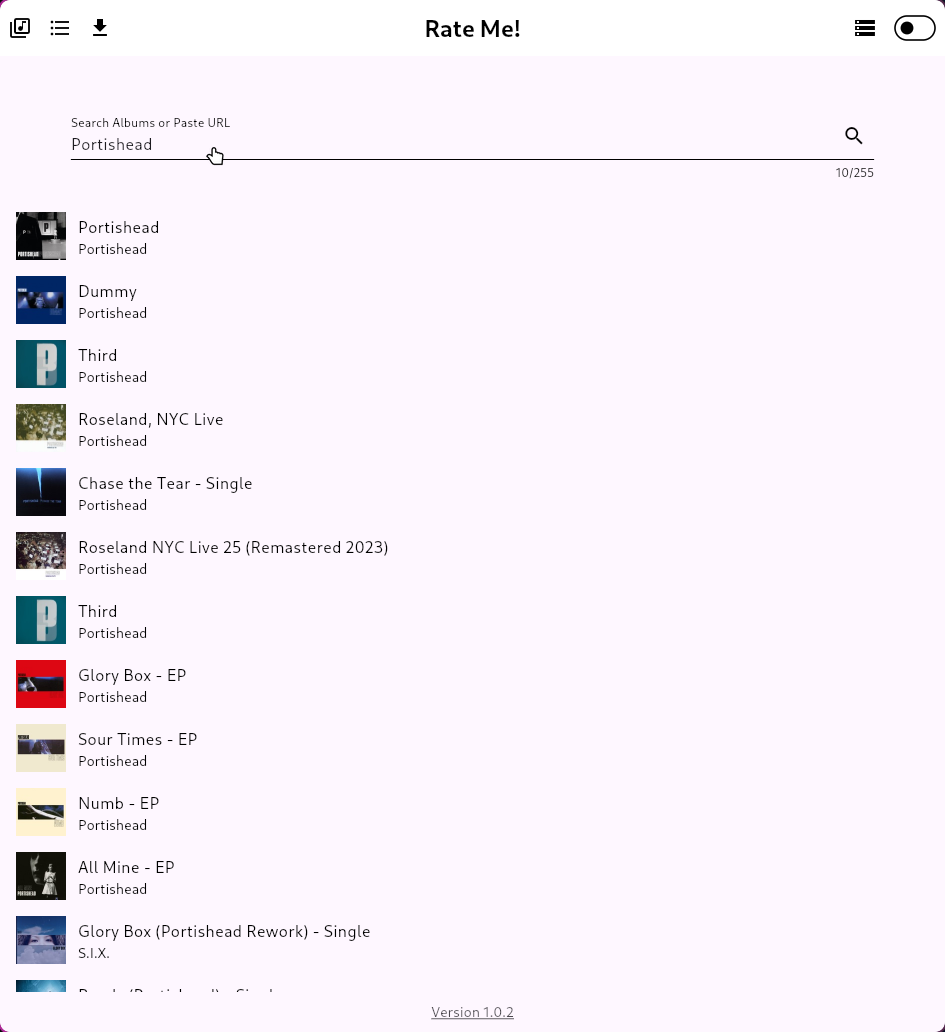 Rate Me!
Search Albums or Paste URL
Portishead
10/255
Portishead
Portishead
Dummy
Portishead
Third
Portishead
Roseland, NYC Live
Portishead
Chase the Tear - Single
Portishead
Roseland NYC Live 25 (Remastered 2023)
Portishead
Third
Portishead
Glory Box - EP
Portishead
Sour Times - EP
Portishead
Numb - EP
Portishead
All Mine - EP
Portishead
Glory Box (Portishead Rework) - Single
S.I.X.
(Portishead) - Single
Version 1.0.2